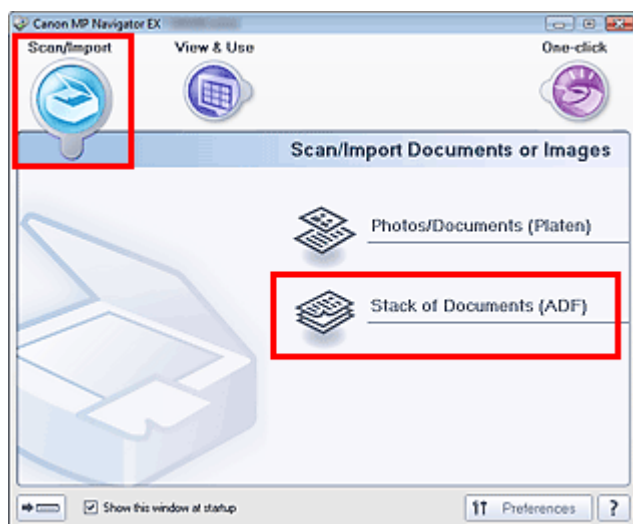 Canon MP Navigator EX
Scan/Import
View & Use
One-click
Scan/Import Documents or Images
Photos/Documents (Platen)
Stack of Documents (ADF)
Show this window at startup
Preferences
?